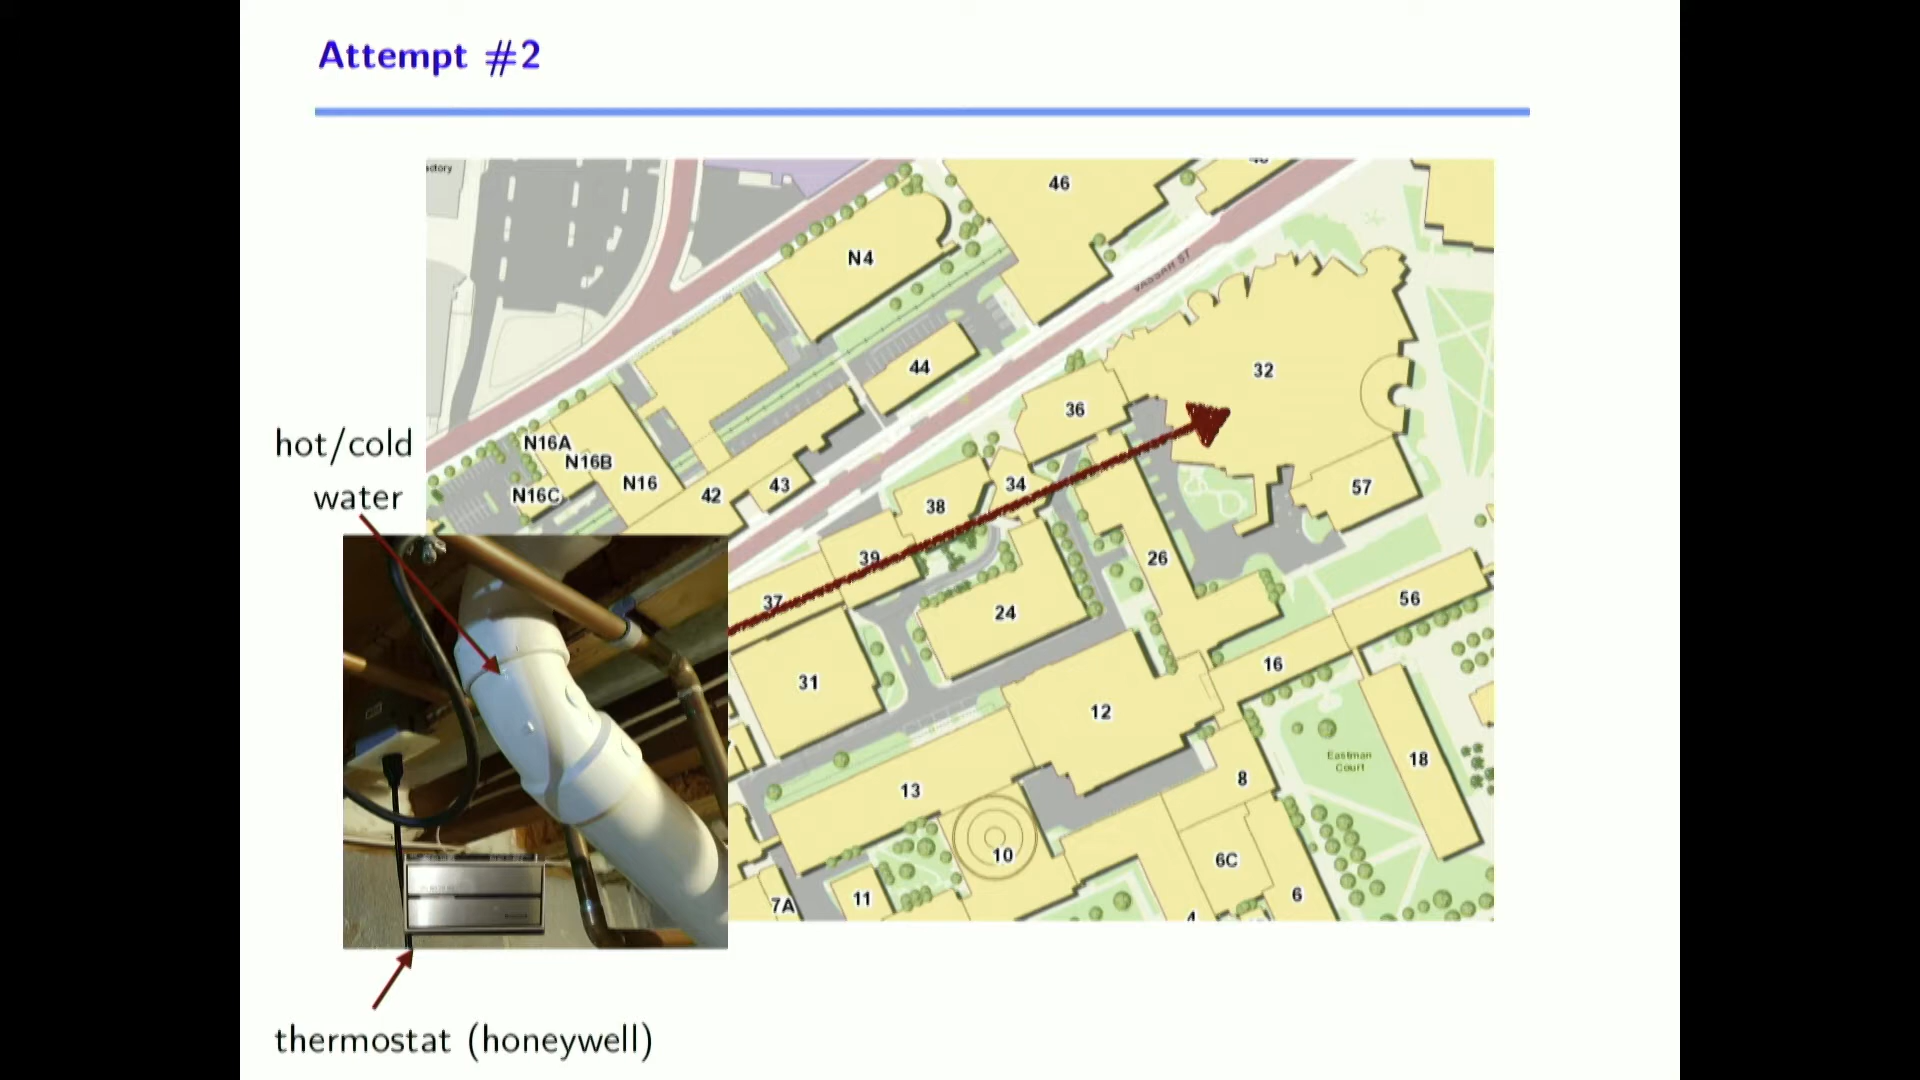 Attempt #2
46
N4
VASSAR ST
44
32
36
hot/cold
water
N16A
N16B
N16
N16C
42
43
34
38
57
39
26
37
24
56
31
16
12
Eastman
Court
18
13
8
10
6C
11
7A
6
4
thermostat (honeywell)